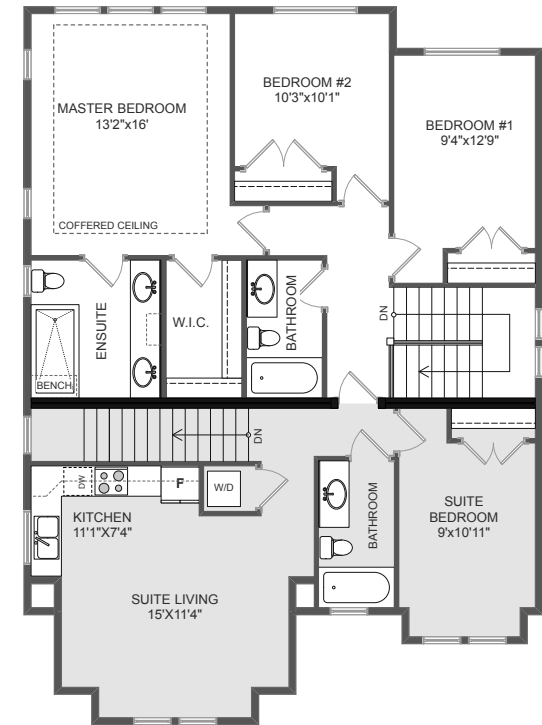 MASTER BEDROOM
13'2"x16'
COFFERED CEILING
BEDROOM #2
10'3"x10'1"
BEDROOM #1
9'4"x12'9"
ENSUITE
BENCH
W.I.C.
BATHROOM
DN
DN
DW
F
W/D
KITCHEN
11'1"X7'4"
SUITE LIVING
15'X11'4"
BATHROOM
SUITE
BEDROOM
9'x10'11"